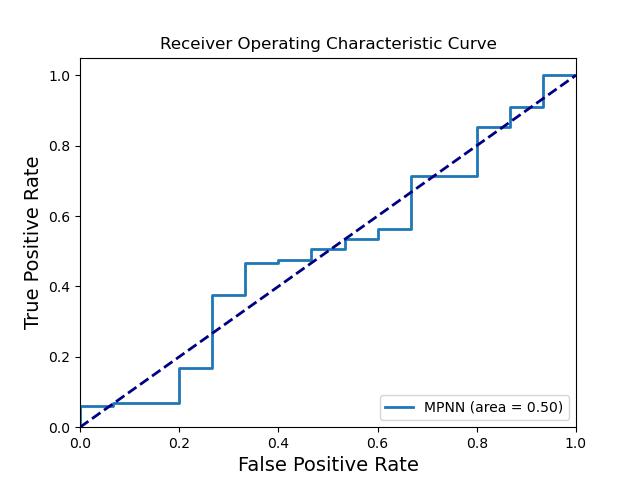 Receiver Operating Characteristic Curve
1.0
0.8
0.6
0.4
0.2
0.0
True Positive Rate
MPNN (area = 0.50)
0.0 0.2 0.4 0.6 0.8 1.0
False Positive Rate